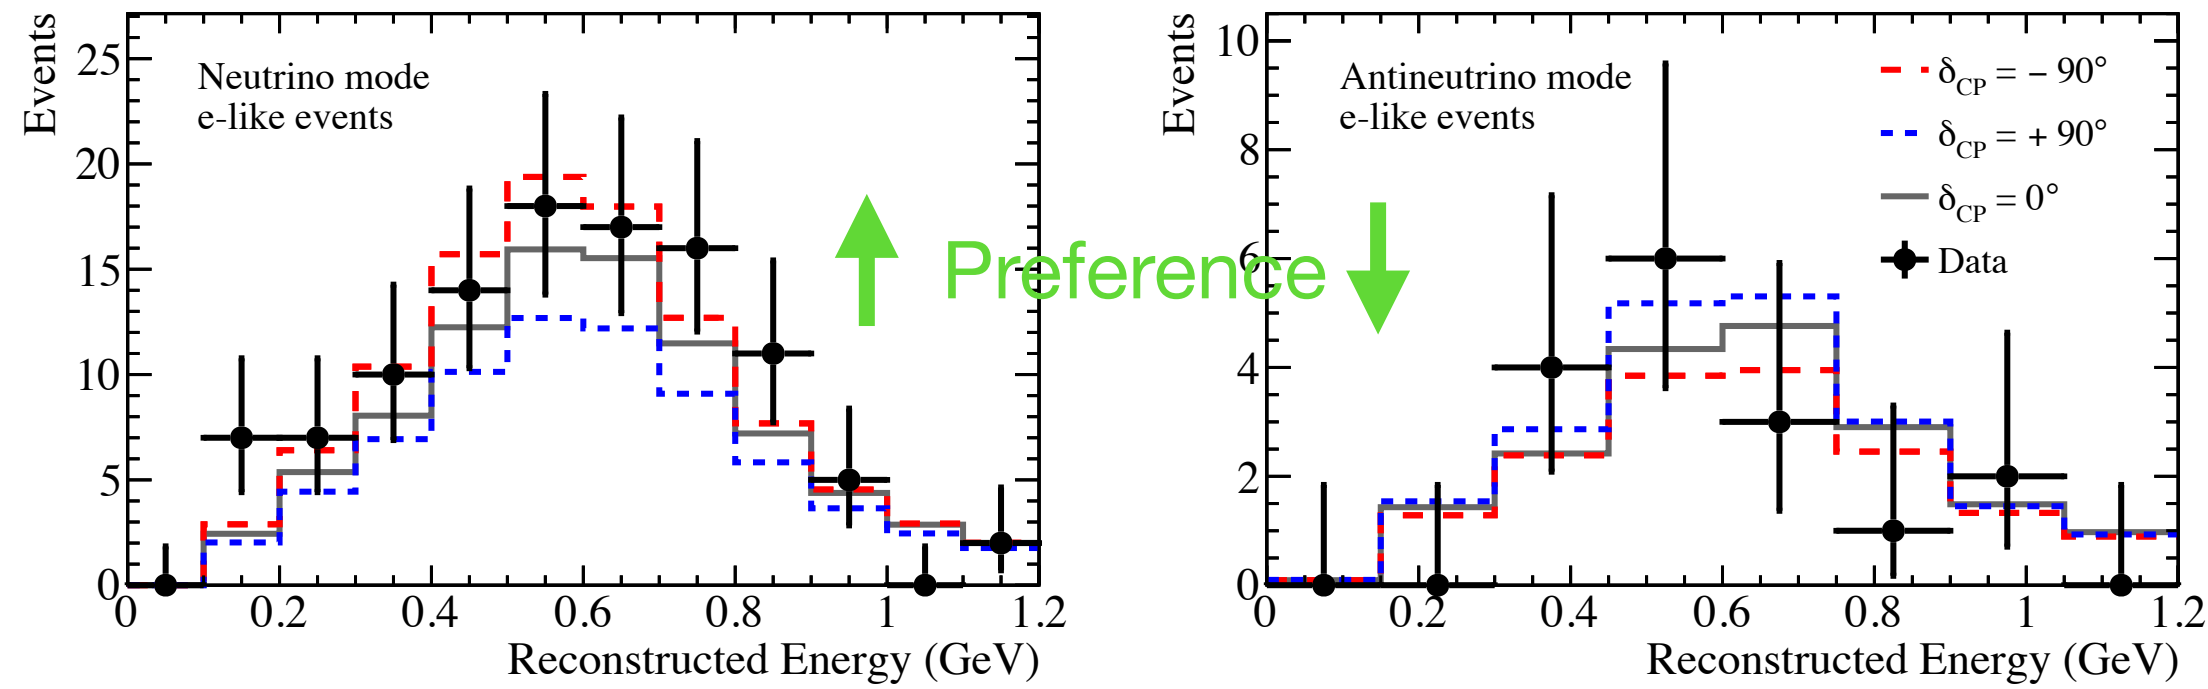 Events
25
20
15
10
5
0
Neutrino mode
e-like events
0 0.2 0.4 0.6 0.8 1 1.2
Reconstructed Energy (GeV)
Preference
Events
10
8
6
4
2
0
Antineutrino mode
e-like events
δCP = − 90°
δCP = + 90°
δCP = 0°
Data
0 0.2 0.4 0.6 0.8 1 1.2
Reconstructed Energy (GeV)